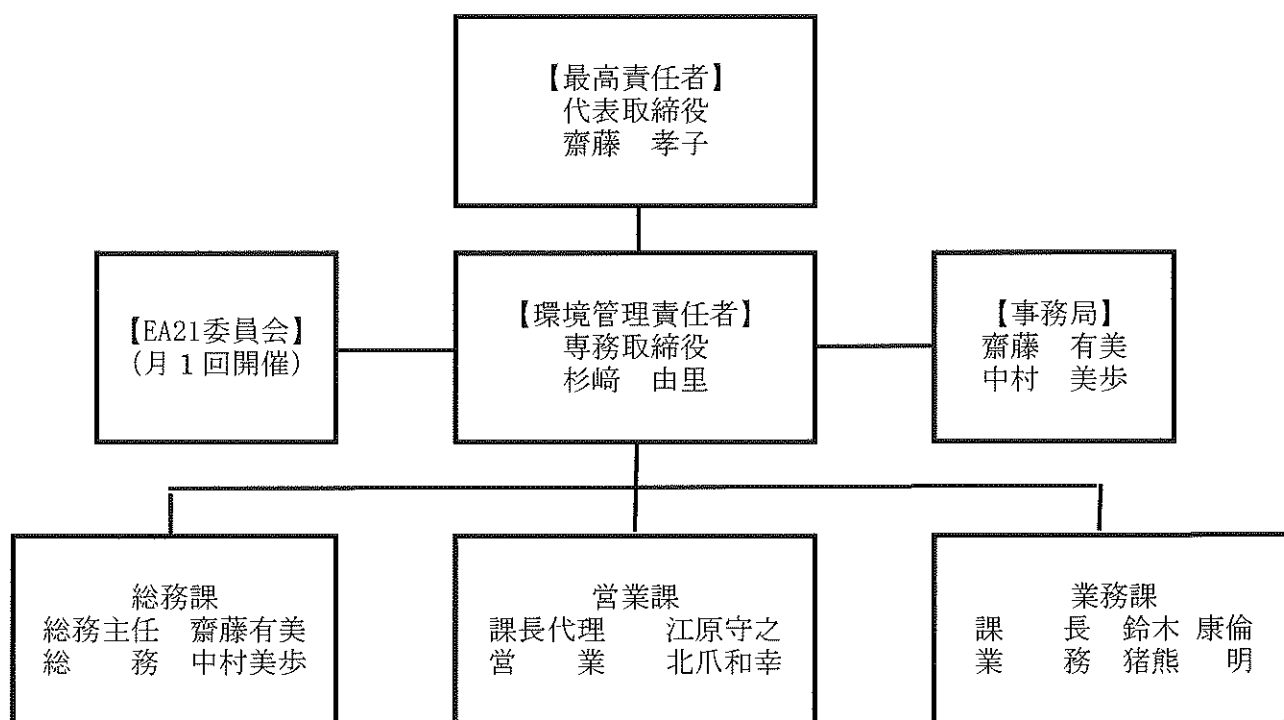 【最高責任者】
代表取締役
齋藤　孝子
【EA21委員会】
(月１回開催)
【環境管理責任者】
専務取締役
杉﨑　由里
【事務局】
齋藤　有美
中村　美歩
総務課
総務主任　齋藤有美
総　　務　中村美歩
営業課
課長代理　　江原守之
営　　業　　北爪和幸
業務課
課　　長　鈴木 康倫
業　　務　猪熊　 明